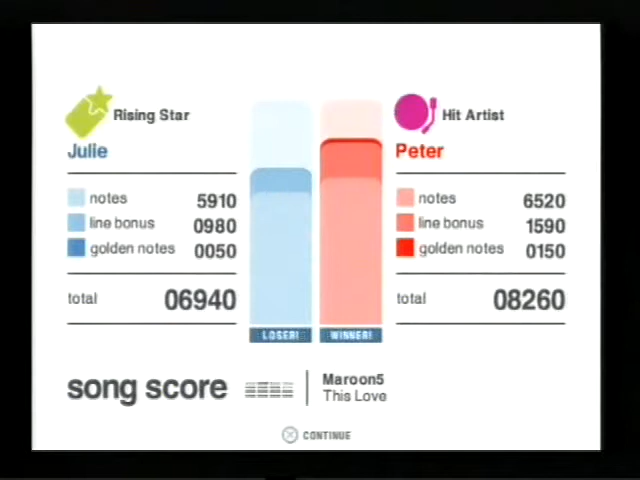 Rising Star
Julie
notes 5910
line bonus 0980
golden notes 0050
total 06940
LOSER!
WINNER!
Hit Artist
Peter
notes 6520
line bonus 1590
golden notes 0150
total 08260
song score
Maroon5
This Love
CONTINUE